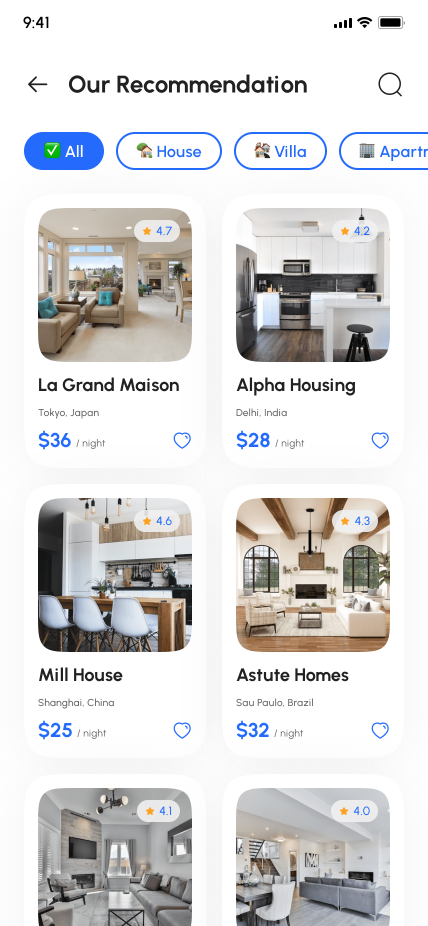 9:41
Our Recommendation
✅ All
🏡 House
🏘 Villa
🏢 Apartm
4.7
4.2
La Grand Maison
Alpha Housing
Tokyo, Japan
Delhi, India
$36 / night
$28 / night
4.6
4.3
Mill House
Astute Homes
Shanghai, China
Sau Paulo, Brazil
$25 / night
$32 / night
4.1
4.0